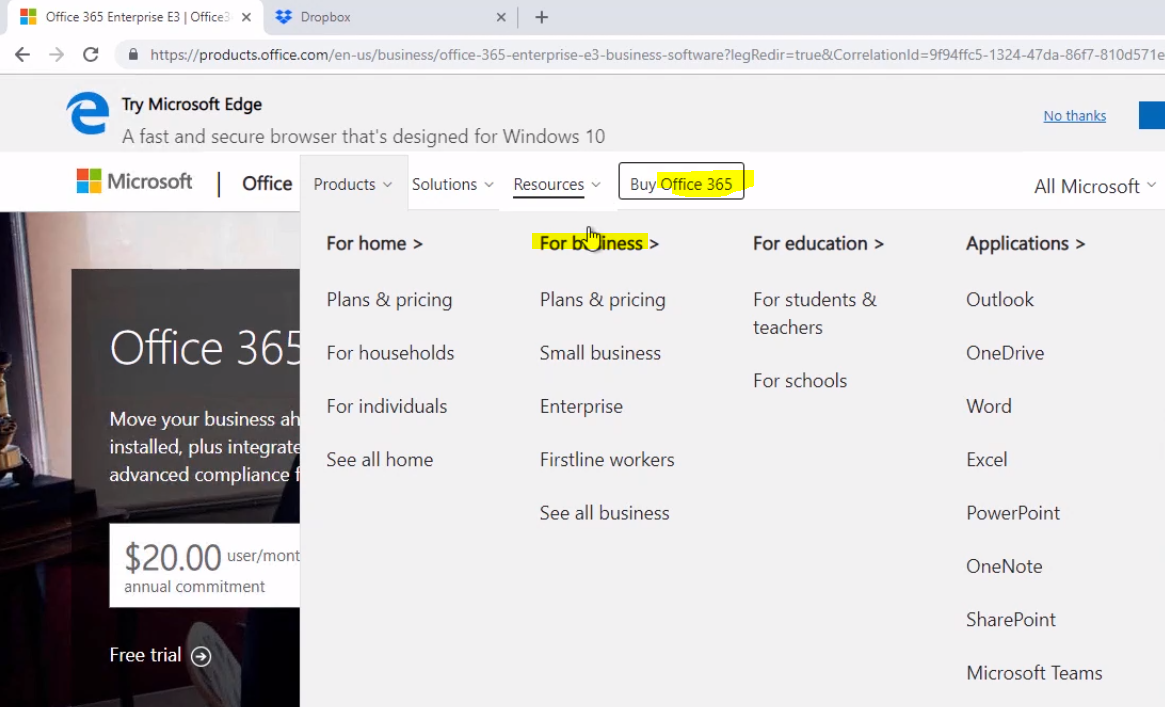 Office 365 Enterprise E3 | Office3
Dropbox
https://products.office.com/en-us/business/office-365-enterprise-e3-business-software?legRedir=true&CorrelationId=9f94ffc5-1324-47da-86f7-810d571e
Try Microsoft Edge
A fast and secure browser that's designed for Windows 10
No thanks
Microsoft | Office Products Solutions Resources Buy Office 365 All Microsoft
For home >
Plans & pricing
For households
For individuals
See all home
For business >
Plans & pricing
Small business
Enterprise
Firstline workers
See all business
For education >
For students &
teachers
For schools
Applications >
Outlook
OneDrive
Word
Excel
PowerPoint
OneNote
SharePoint
Microsoft Teams
Office 365
Move your business ah
installed, plus integrate
advanced compliance f
$20.00 user/mont
annual commitment
Free trial